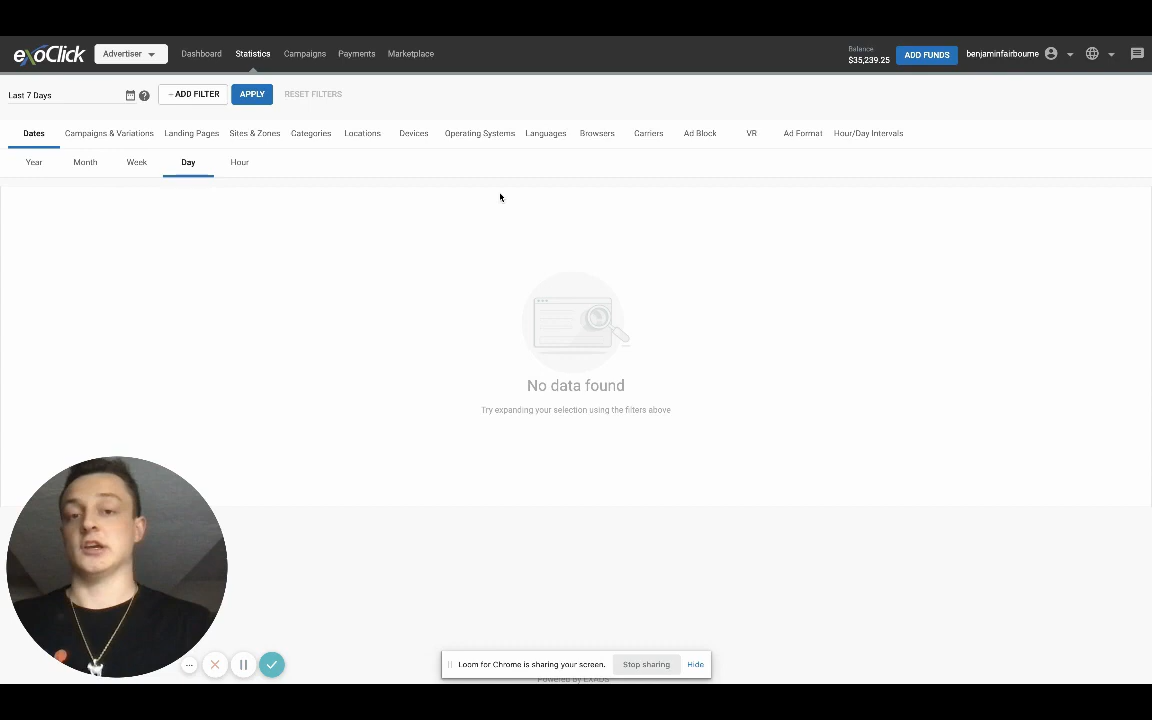 exoClick
Advertiser
Dashboard
Statistics
Campaigns
Payments
Marketplace
Balance
$35,239.25
ADD FUNDS
benjaminfairbourne
Last 7 Days
ADD FILTER
APPLY
RESET FILTERS
Dates
Campaigns & Variations
Landing Pages
Sites & Zones
Categories
Locations
Devices
Operating Systems
Languages
Browsers
Carriers
Ad Block
VR
Ad Format
Hour/Day Intervals
Year
Month
Week
Day
Hour
No data found
Try expanding your selection using the filters above
Loom for Chrome is sharing your screen.
Stop sharing
Hide
Powered by EXADS